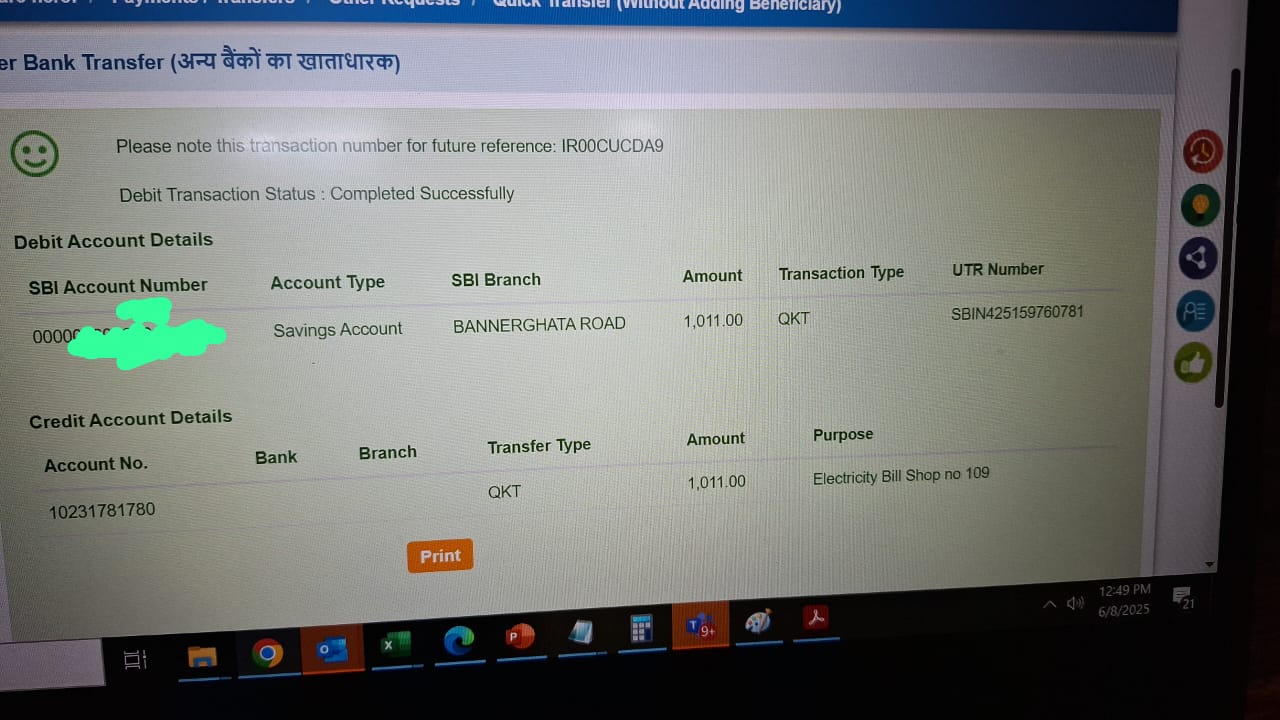 Payments / Transfers / Other Requests / Quick Transfer (Without Adding Beneficiary)
er Bank Transfer (अन्य बैंकों का खाताधारक)
Please note this transaction number for future reference: IR00CUCDA9
Debit Transaction Status : Completed Successfully
Debit Account Details
SBI Account Number Account Type SBI Branch Amount Transaction Type UTR Number
00000 Savings Account BANNERGHATA ROAD 1,011.00 QKT SBIN425159760781
Credit Account Details
Account No. Bank Branch Transfer Type Amount Purpose
10231781780 QKT 1,011.00 Electricity Bill Shop no 109
Print
12:49 PM
6/8/2025
21
9+